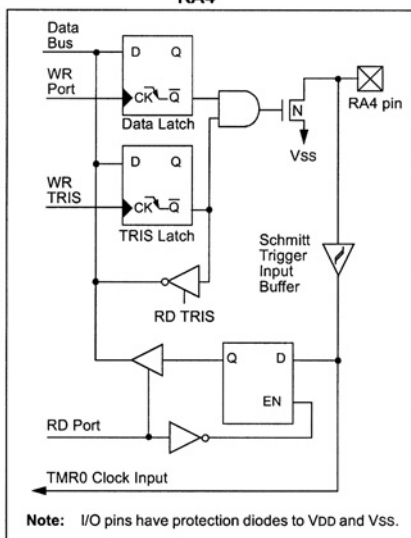 RA4
Data
Bus
D Q
WR
Port
CK Q
Data Latch
N
RA4 pin
VSS
D Q
WR
TRIS
CK Q
TRIS Latch
Schmitt
Trigger
Input
Buffer
RD TRIS
Q D
EN
RD Port
TMR0 Clock Input
Note: I/O pins have protection diodes to VDD and VSS.